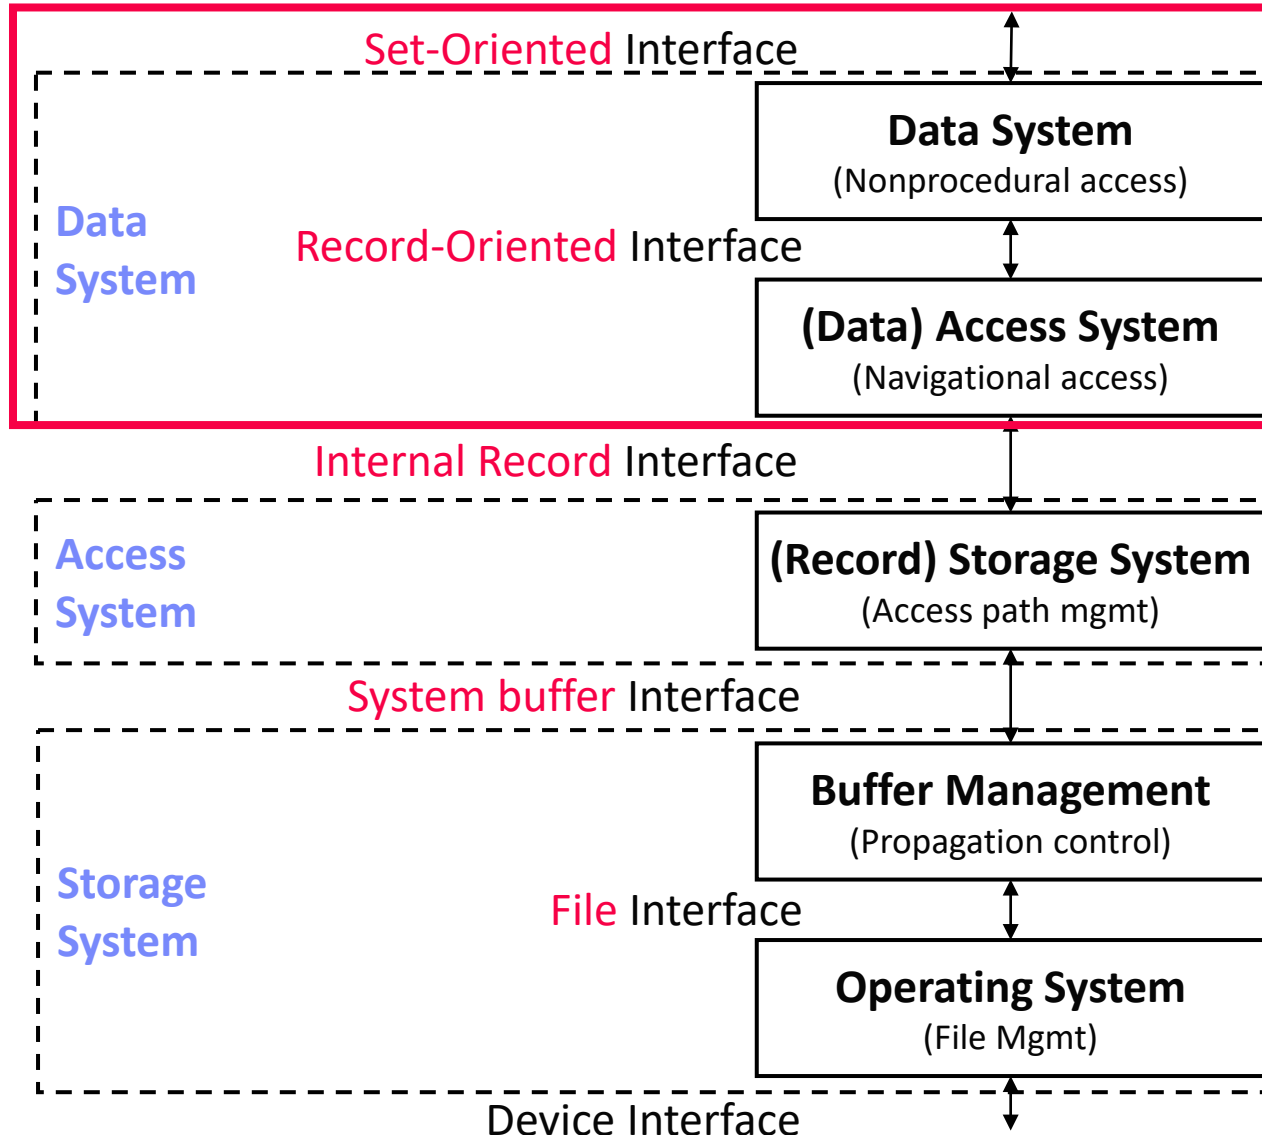 Set-Oriented Interface
Data System
(Nonprocedural access)
Data
System
Record-Oriented Interface
(Data) Access System
(Navigational access)
Internal Record Interface
Access
System
(Record) Storage System
(Access path mgmt)
System buffer Interface
Buffer Management
(Propagation control)
Storage
System
File Interface
Operating System
(File Mgmt)
Device Interface